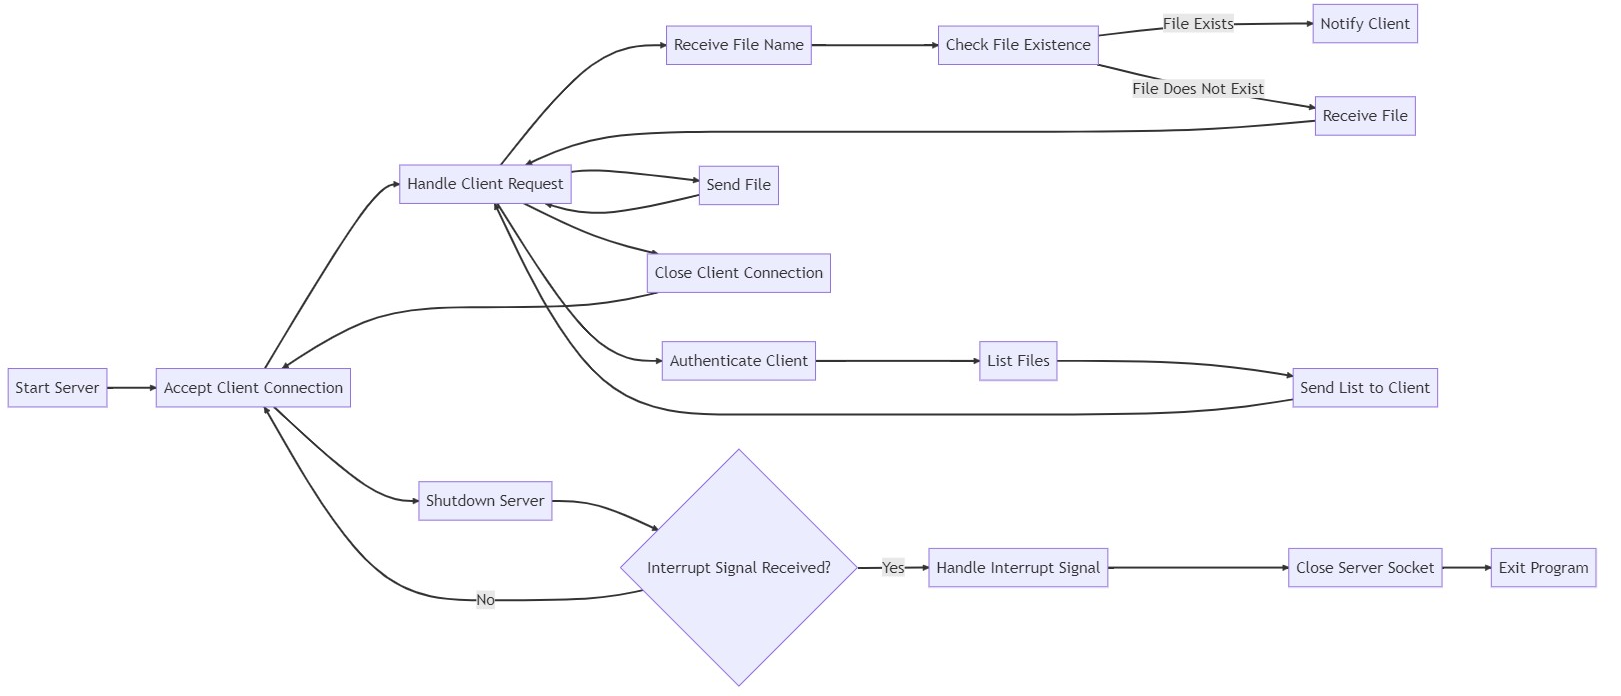 File Exists
Notify Client
Receive File Name
Check File Existence
File Does Not Exist
Receive File
Handle Client Request
Send File
Close Client Connection
Authenticate Client
List Files
Start Server
Accept Client Connection
Send List to Client
Shutdown Server
Interrupt Signal Received?
Yes
Handle Interrupt Signal
Close Server Socket
Exit Program
No